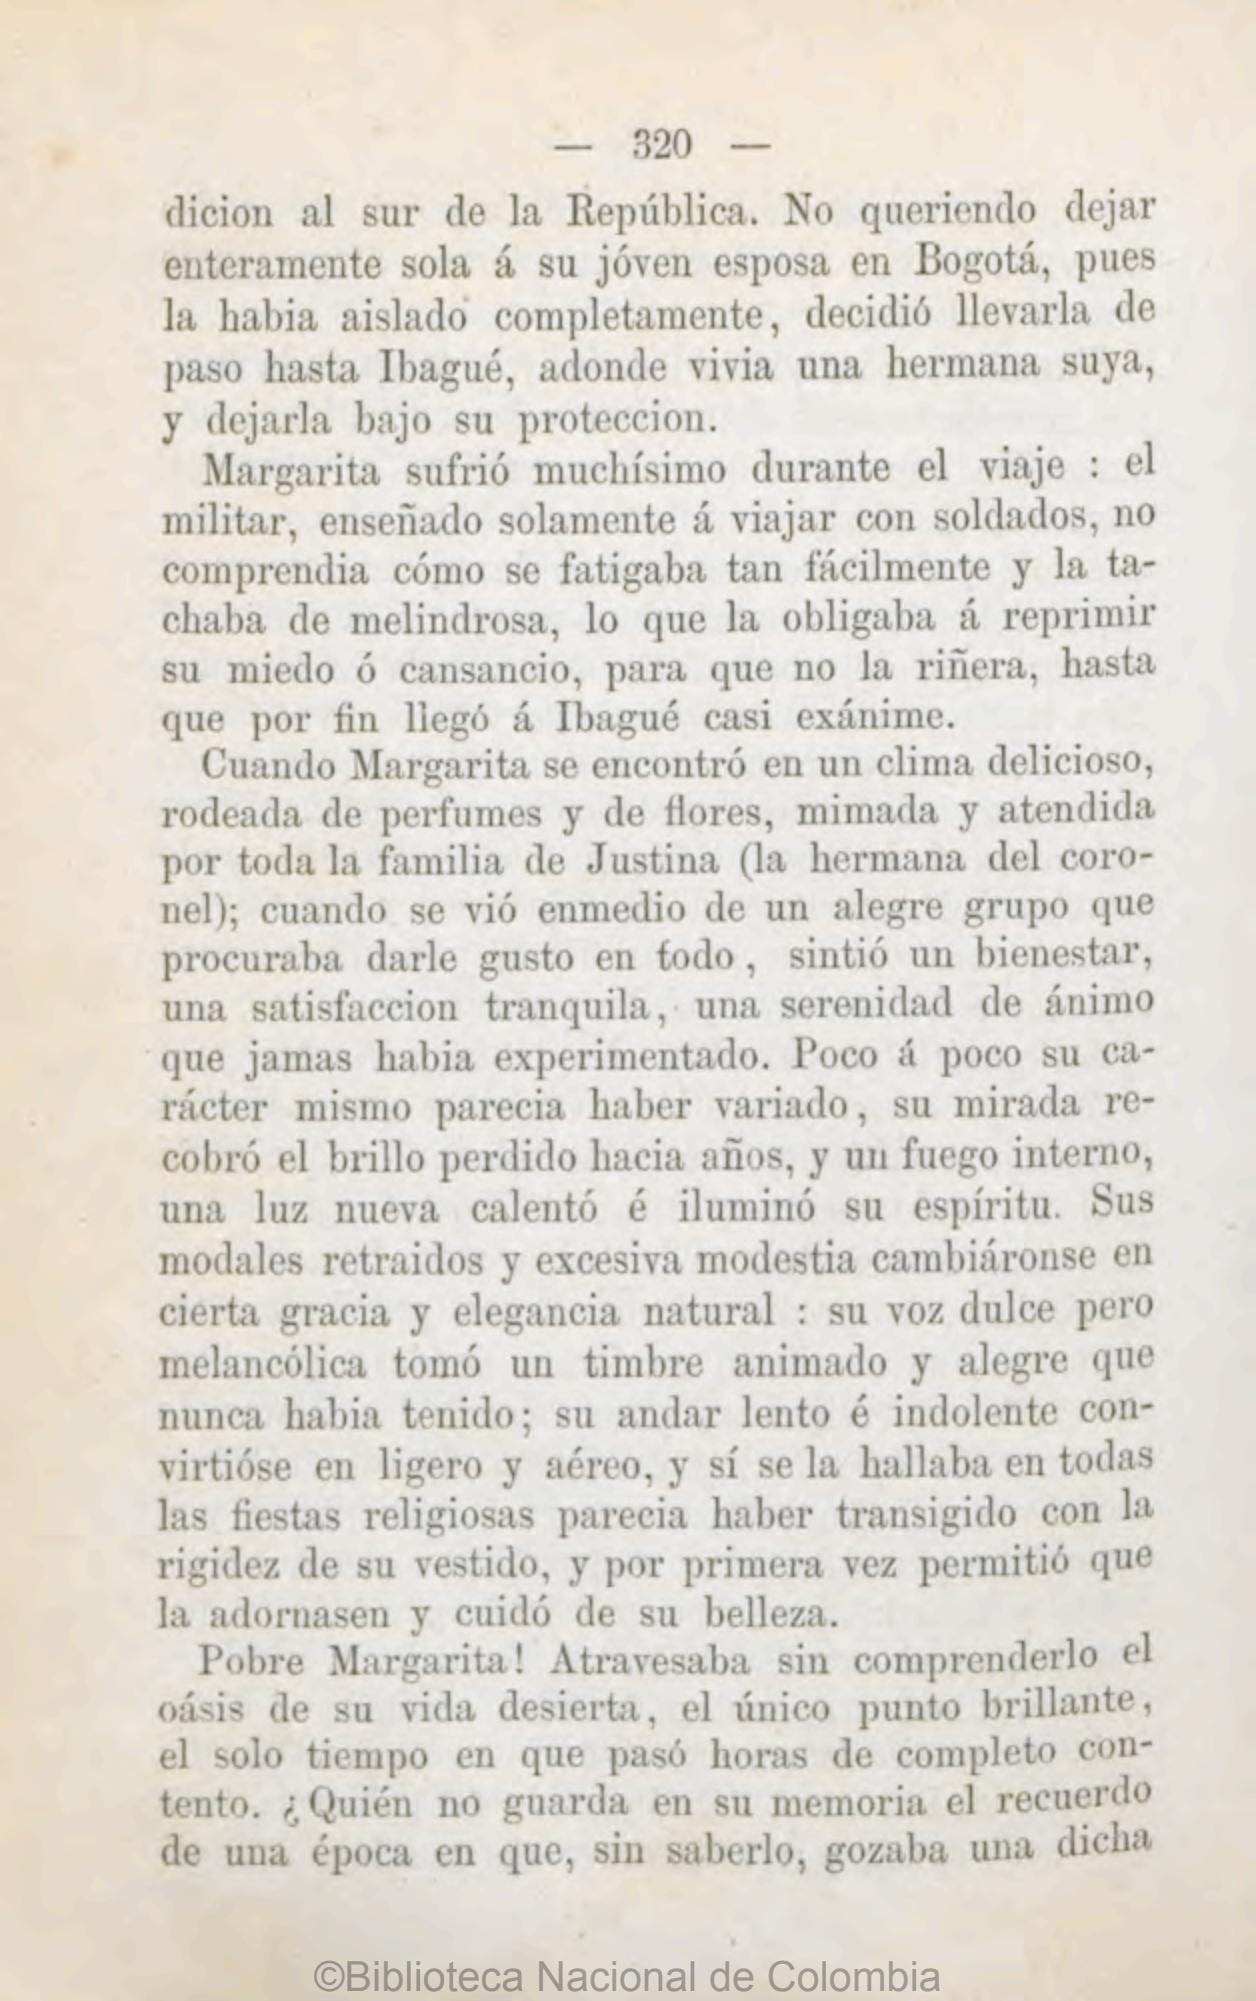 — 320 —
dicion al sur de la República. No queriendo dejar
enteramente sola á su jóven esposa en Bogotá, pues
la habia aislado completamente, decidió llevarla de
paso hasta Ibagué, adonde vivia una hermana suya,
y dejarla bajo su proteccion.
Margarita sufrió muchísimo durante el viaje : el
militar, enseñado solamente á viajar con soldados, no
comprendia cómo se fatigaba tan fácilmente y la ta-
chaba de melindrosa, lo que la obligaba á reprimir
su miedo ó cansancio, para que no la riñera, hasta
que por fin llegó á Ibagué casi exánime.
Cuando Margarita se encontró en un clima delicioso,
rodeada de perfumes y de flores, mimada y atendida
por toda la familia de Justina (la hermana del coro-
nel); cuando se vió enmedio de un alegre grupo que
procuraba darle gusto en todo, sintió un bienestar,
una satisfaccion tranquila, una serenidad de ánimo
que jamas habia experimentado. Poco á poco su ca-
rácter mismo parecia haber variado, su mirada re-
cobró el brillo perdido hacia años, y un fuego interno,
una luz nueva calentó é iluminó su espíritu. Sus
modales retraidos y excesiva modestia cambiáronse en
cierta gracia y elegancia natural : su voz dulce pero
melancólica tomó un timbre animado y alegre que
nunca habia tenido; su andar lento é indolente con-
virtióse en ligero y aéreo, y sí se la hallaba en todas
las fiestas religiosas parecia haber transigido con la
rigidez de su vestido, y por primera vez permitió que
la adornasen y cuidó de su belleza.
Pobre Margarita! Atravesaba sin comprenderlo el
oásis de su vida desierta, el único punto brillante,
el solo tiempo en que pasó horas de completo con-
tento. ¿Quién no guarda en su memoria el recuerdo
de una época en que, sin saberlo, gozaba una dicha
©Biblioteca Nacional de Colombia